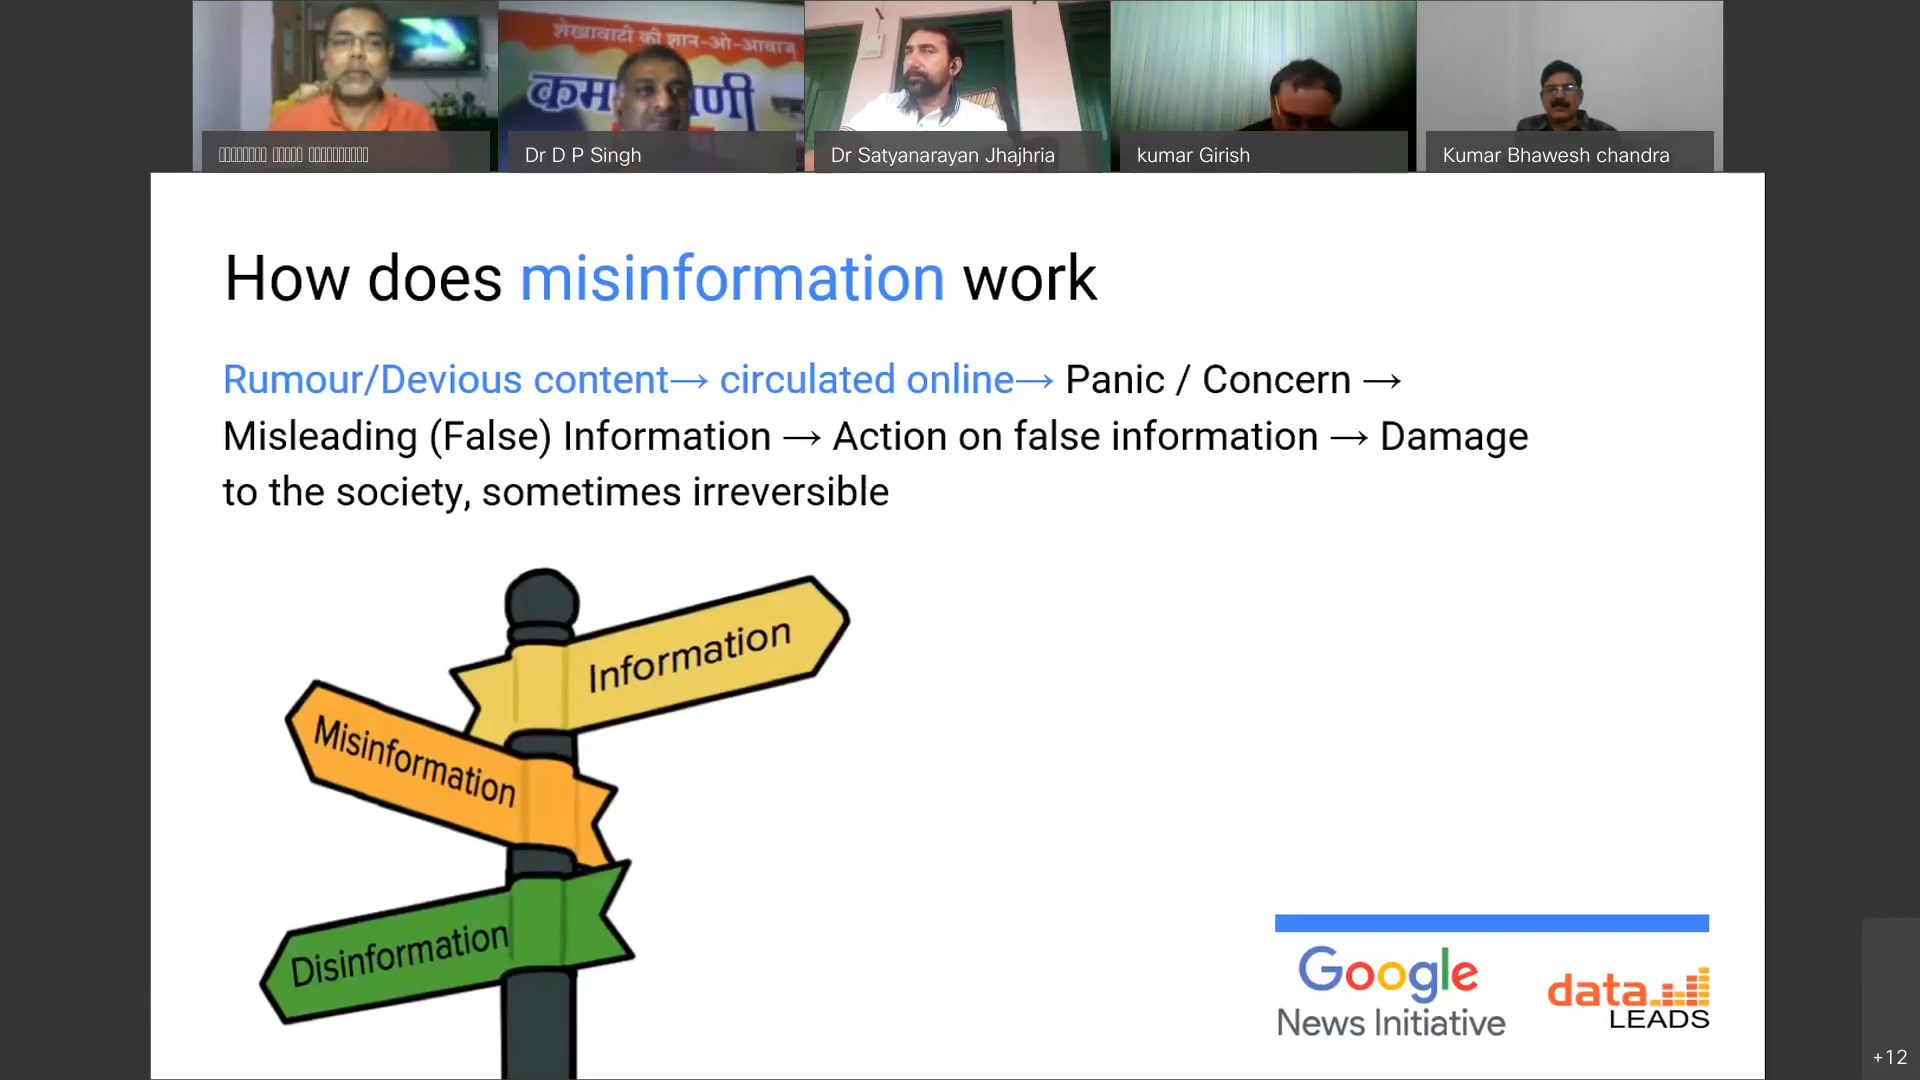 शेखावाटी की शान-ओ-आवाज़
Dr D P Singh
Dr Satyanarayan Jhajhria
kumar Girish
Kumar Bhawesh chandra
How does misinformation work
Rumour/Devious content→ circulated online→ Panic / Concern →
Misleading (False) Information → Action on false information → Damage
to the society, sometimes irreversible
Information
Misinformation
Disinformation
Google
News Initiative
data
LEADS
+12